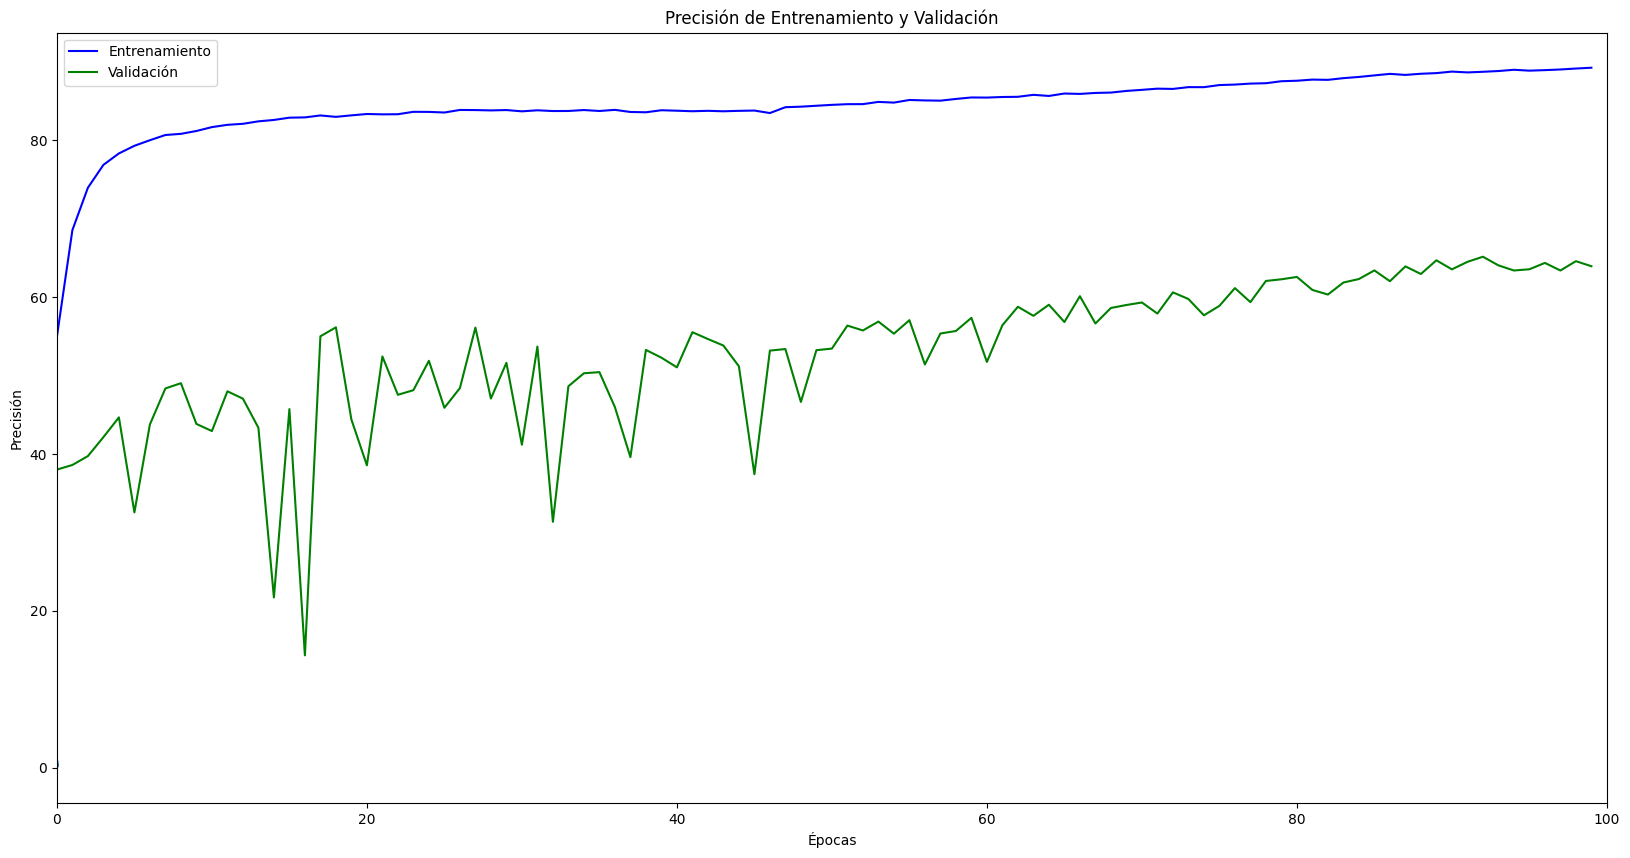 Precisión de Entrenamiento y Validación
Entrenamiento
Validación
80
60
40
20
0
Precisión
0 20 40 60 80 100
Épocas